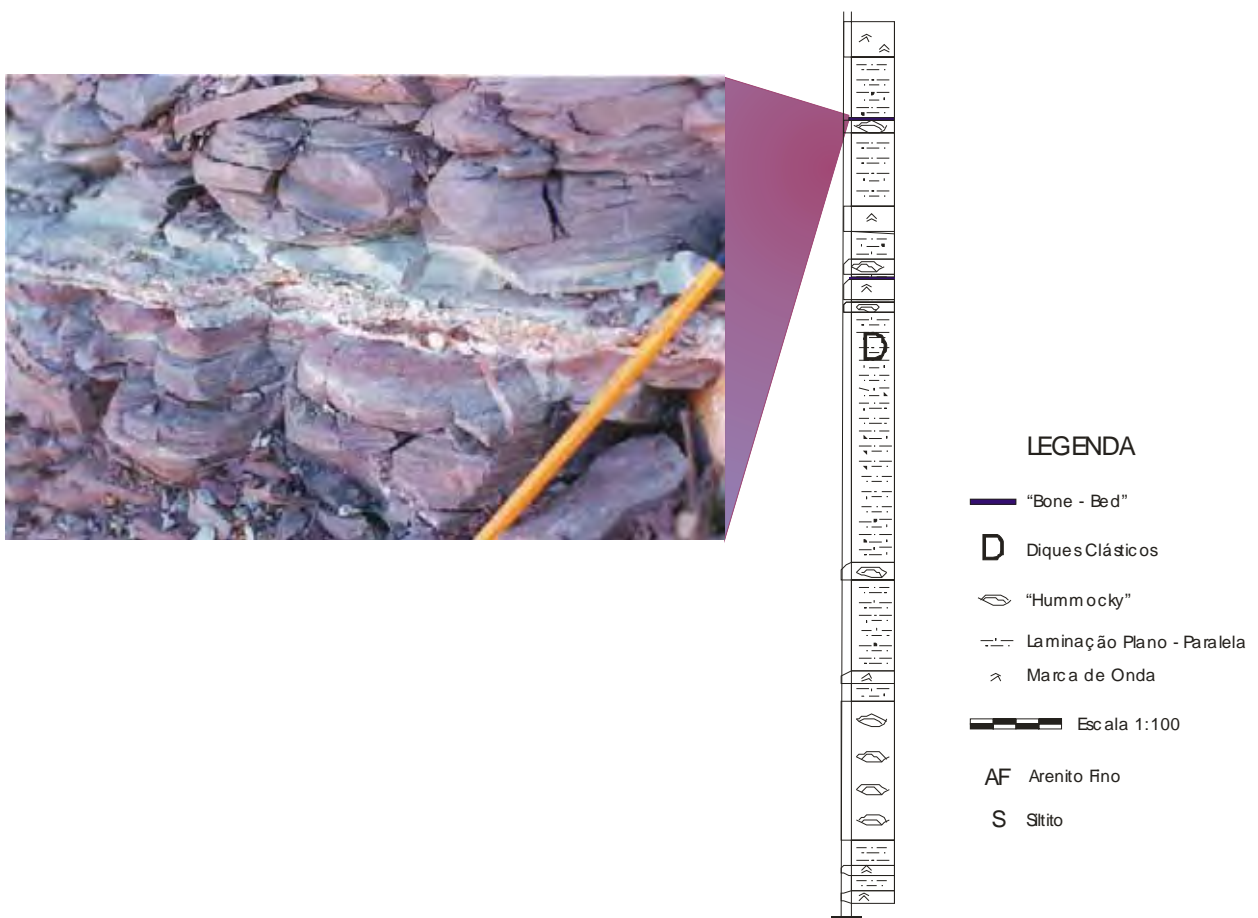 D
LEGENDA
"Bone - Bed"
D Diques Clásticos
"Hummocky"
Laminação Plano - Paralela
Marca de Onda
Escala 1:100
AF Arenito Fino
S Siltito